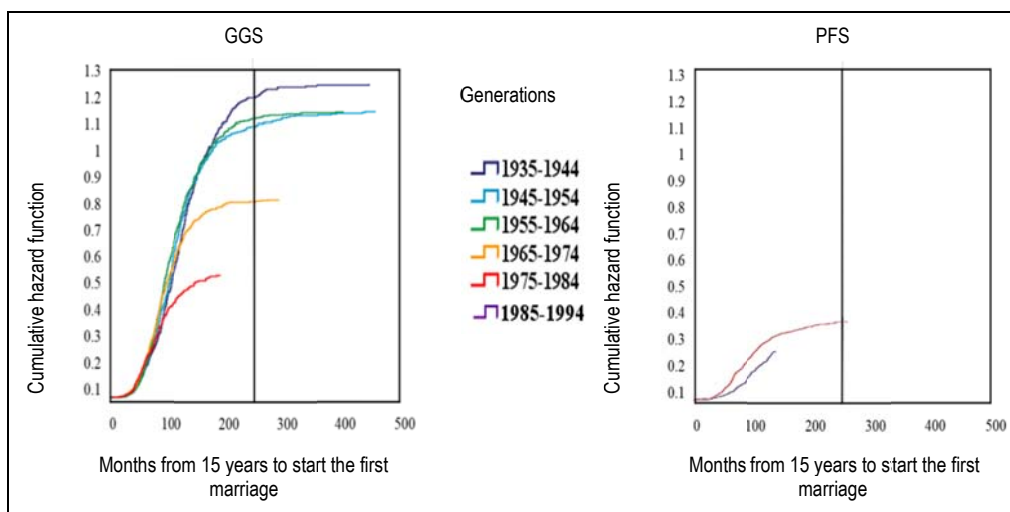 GGS
1.3
1.2
1.1
1
0.9
0.8
0.7
0.6
0.5
0.4
0.3
0.2
0.1
0 100 200 300 400 500
Cumulative hazard function
Months from 15 years to start the first
marriage
Generations
1935-1944
1945-1954
1955-1964
1965-1974
1975-1984
1985-1994
PFS
1.3
1.2
1.1
1
0.9
0.8
0.7
0.6
0.5
0.4
0.3
0.2
0.1
0 100 200 300 400 500
Cumulative hazard function
Months from 15 years to start the first
marriage